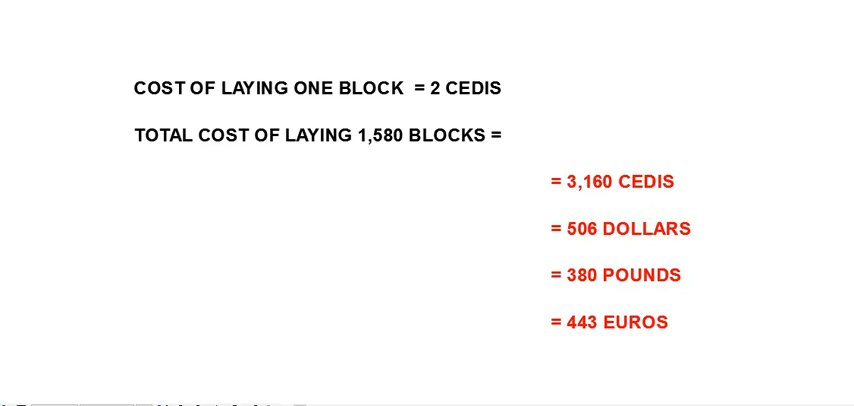 COST OF LAYING ONE BLOCK = 2 CEDIS
TOTAL COST OF LAYING 1,580 BLOCKS =
= 3,160 CEDIS
= 506 DOLLARS
= 380 POUNDS
= 443 EUROS